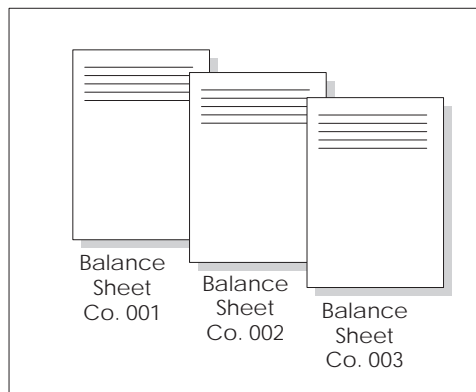 Balance
Sheet
Co. 001
Balance
Sheet
Co. 002
Balance
Sheet
Co. 003